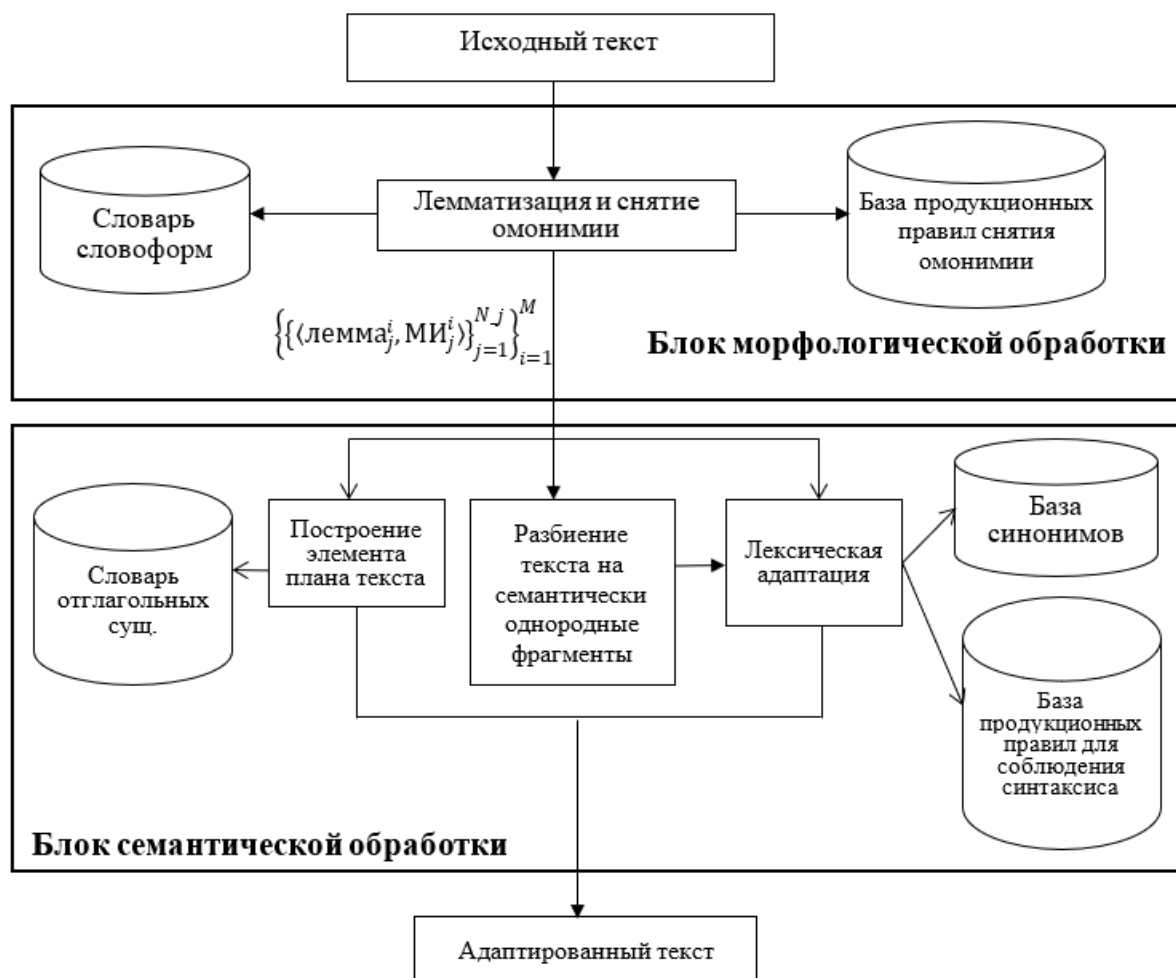 Исходный текст
Словарь
словоформ
Лемматизация и снятие
омонимии
База продукционных
правил снятия
омонимии
{{⟨лемма_j^i, МИ_j^i⟩}_{j=1}^{N_j}}_{i=1}^{M}
Блок морфологической обработки
Словарь
отглагольных
сущ.
Построение
элемента
плана текста
Разбиение
текста на
семантически
однородные
фрагменты
Лексическая
адаптация
База
синонимов
База
продукционных
правил для
соблюдения
синтаксиса
Блок семантической обработки
Адаптированный текст